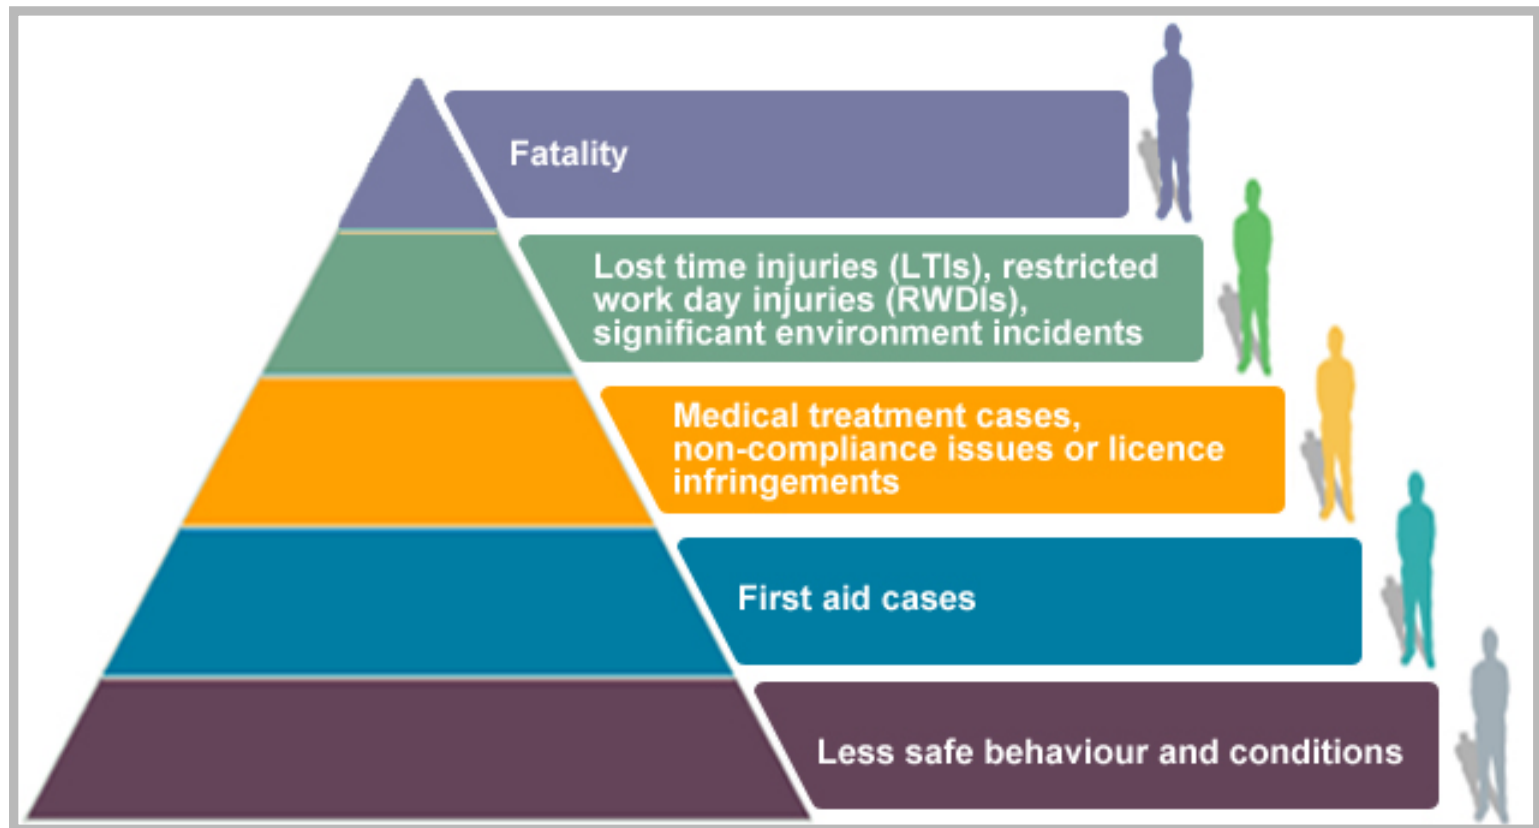 Fatality
Lost time injuries (LTIs), restricted
work day injuries (RWDIs),
significant environment incidents
Medical treatment cases,
non-compliance issues or licence
infringements
First aid cases
Less safe behaviour and conditions